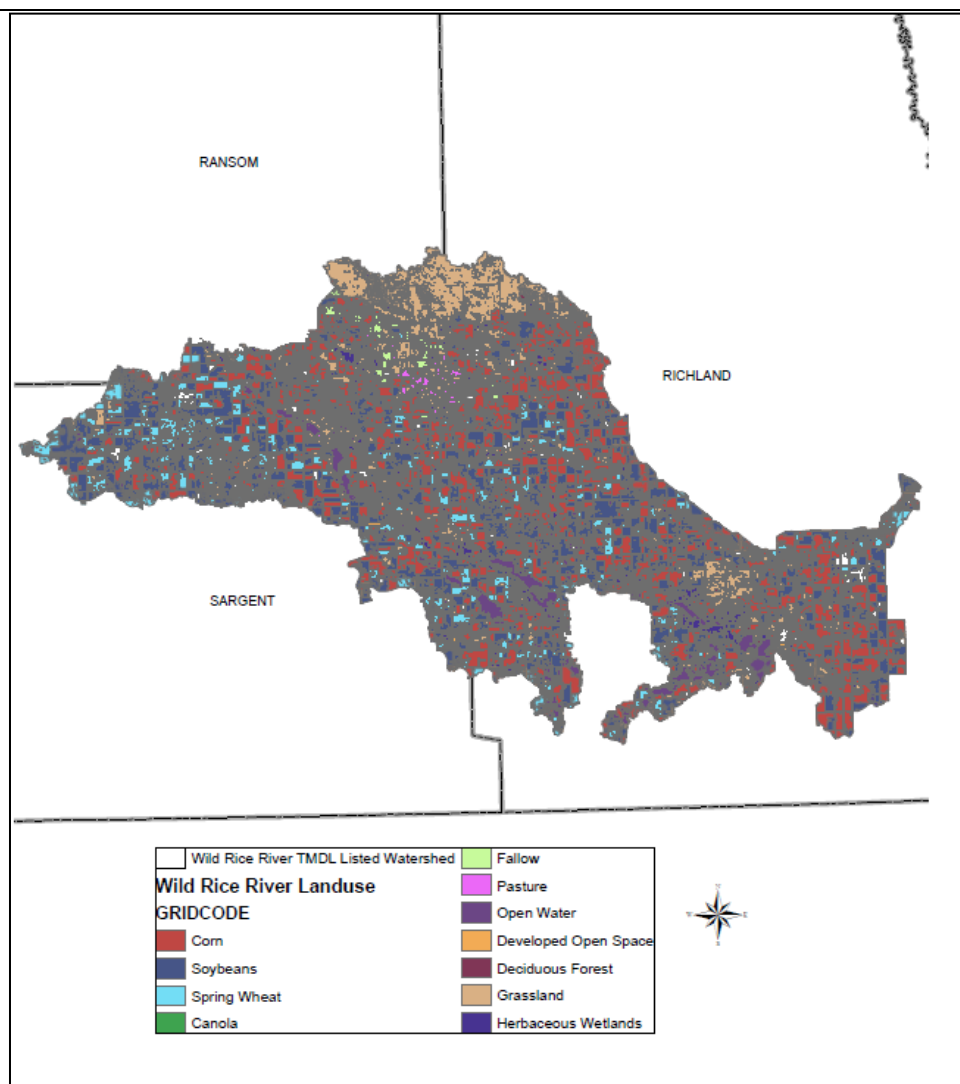 RANSOM
RICHLAND
SARGENT
Wild Rice River TMDL Listed Watershed
Wild Rice River Landuse
GRIDCODE
Corn
Soybeans
Spring Wheat
Canola
Fallow
Pasture
Open Water
Developed Open Space
Deciduous Forest
Grassland
Herbaceous Wetlands